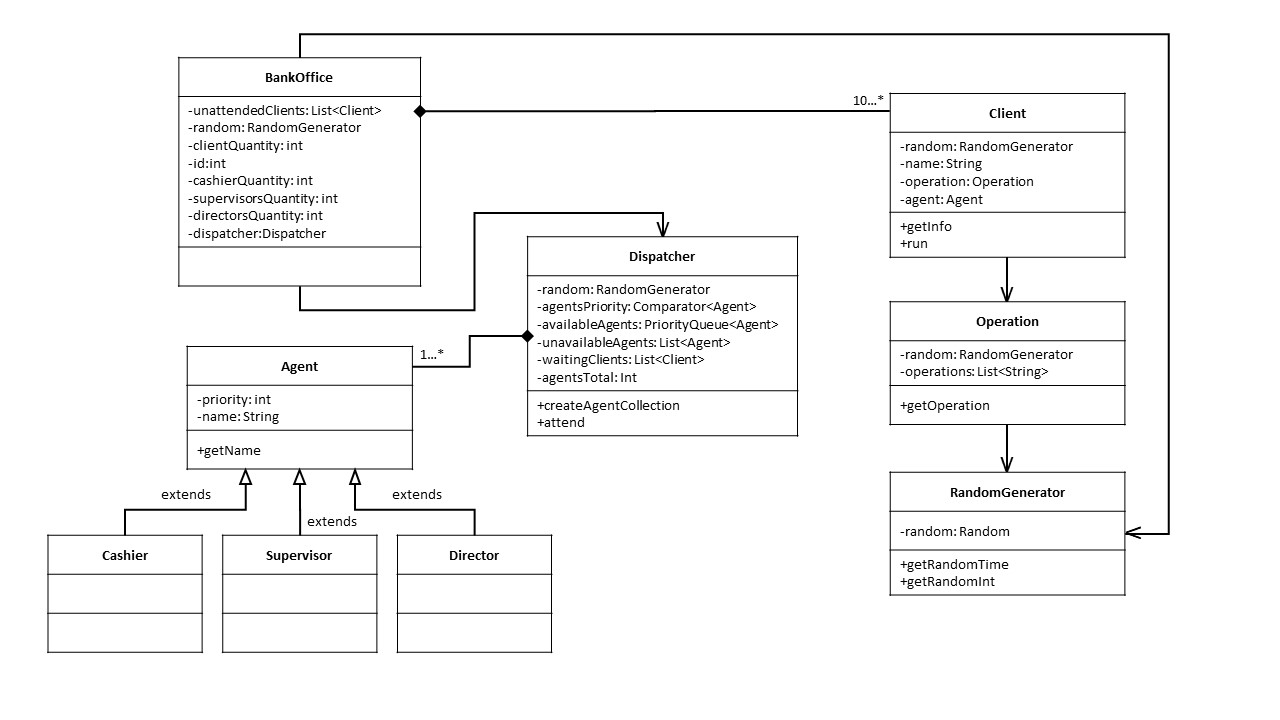 BankOffice
-unattendedClients: List<Client>
-random: RandomGenerator
-clientQuantity: int
-id:int
-cashierQuantity: int
-supervisorsQuantity: int
-directorsQuantity: int
-dispatcher:Dispatcher
10...*
Client
-random: RandomGenerator
-name: String
-operation: Operation
-agent: Agent
+getInfo
+run
Dispatcher
-random: RandomGenerator
-agentsPriority: Comparator<Agent>
-availableAgents: PriorityQueue<Agent>
-unavailableAgents: List<Agent>
-waitingClients: List<Client>
-agentsTotal: Int
+createAgentCollection
+attend
1...*
Agent
-priority: int
-name: String
+getName
Operation
-random: RandomGenerator
-operations: List<String>
+getOperation
extends
extends
extends
Cashier
Supervisor
Director
RandomGenerator
-random: Random
+getRandomTime
+getRandomInt